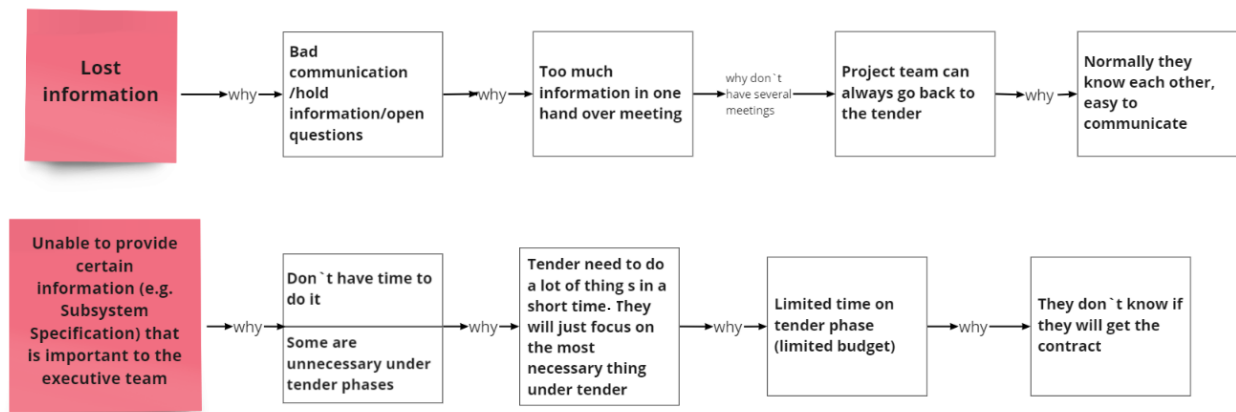 Lost
information
why
Bad
communication
/hold
information/open
questions
why
Too much
information in one
hand over meeting
why don`t
have several
meetings
Project team can
always go back to
the tender
why
Normally they
know each other,
easy to
communicate
Unable to provide
certain
information (e.g.
Subsystem
Specification) that
is important to the
executive team
why
Don`t have time to
do it
Some are
unnecessary under
tender phases
why
Tender need to do
a lot of thing s in a
short time. They
will just focus on
the most
necessary thing
under tender
why
Limited time on
tender phase
(limited budget)
why
They don`t know if
they will get the
contract